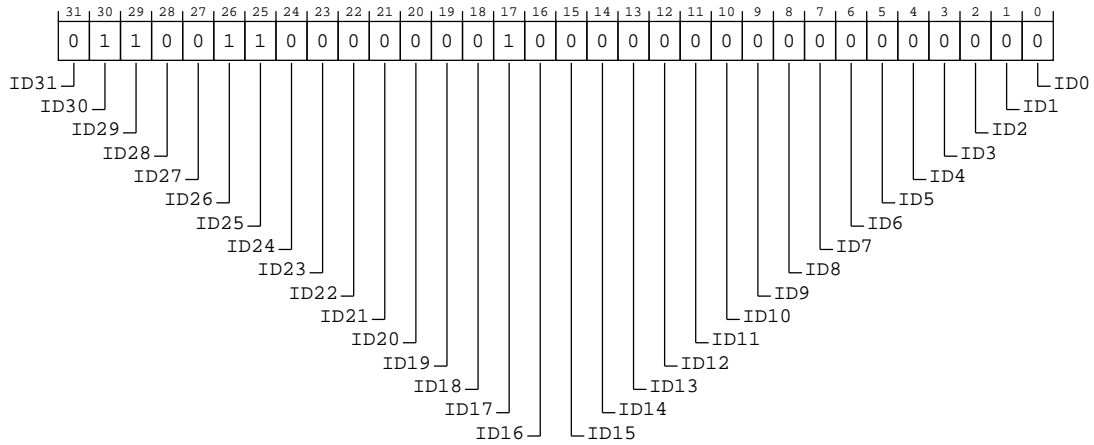 31 30 29 28 27 26 25 24 23 22 21 20 19 18 17 16 15 14 13 12 11 10 9 8 7 6 5 4 3 2 1 0
0 1 1 0 0 1 1 0 0 0 0 0 0 0 1 0 0 0 0 0 0 0 0 0 0 0 0 0 0 0 0 0
ID31 ID0
ID30 ID1
ID29 ID2
ID28 ID3
ID27 ID4
ID26 ID5
ID25 ID6
ID24 ID7
ID23 ID8
ID22 ID9
ID21 ID10
ID20 ID11
ID19 ID12
ID18 ID13
ID17 ID14
ID16 ID15